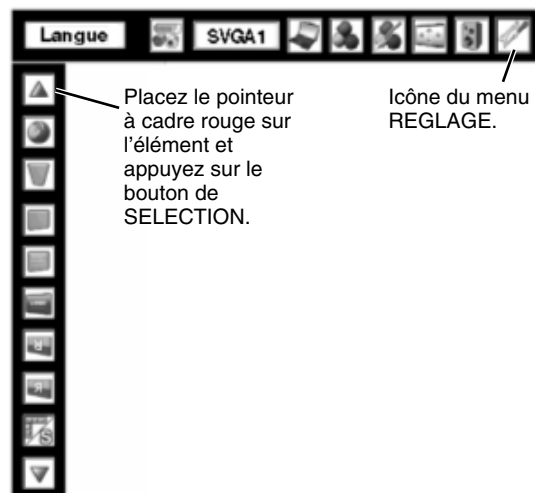 Langue
SVGA1
Placez le pointeur
à cadre rouge sur
l'élément et
appuyez sur le
bouton de
SELECTION.
Icône du menu
REGLAGE.